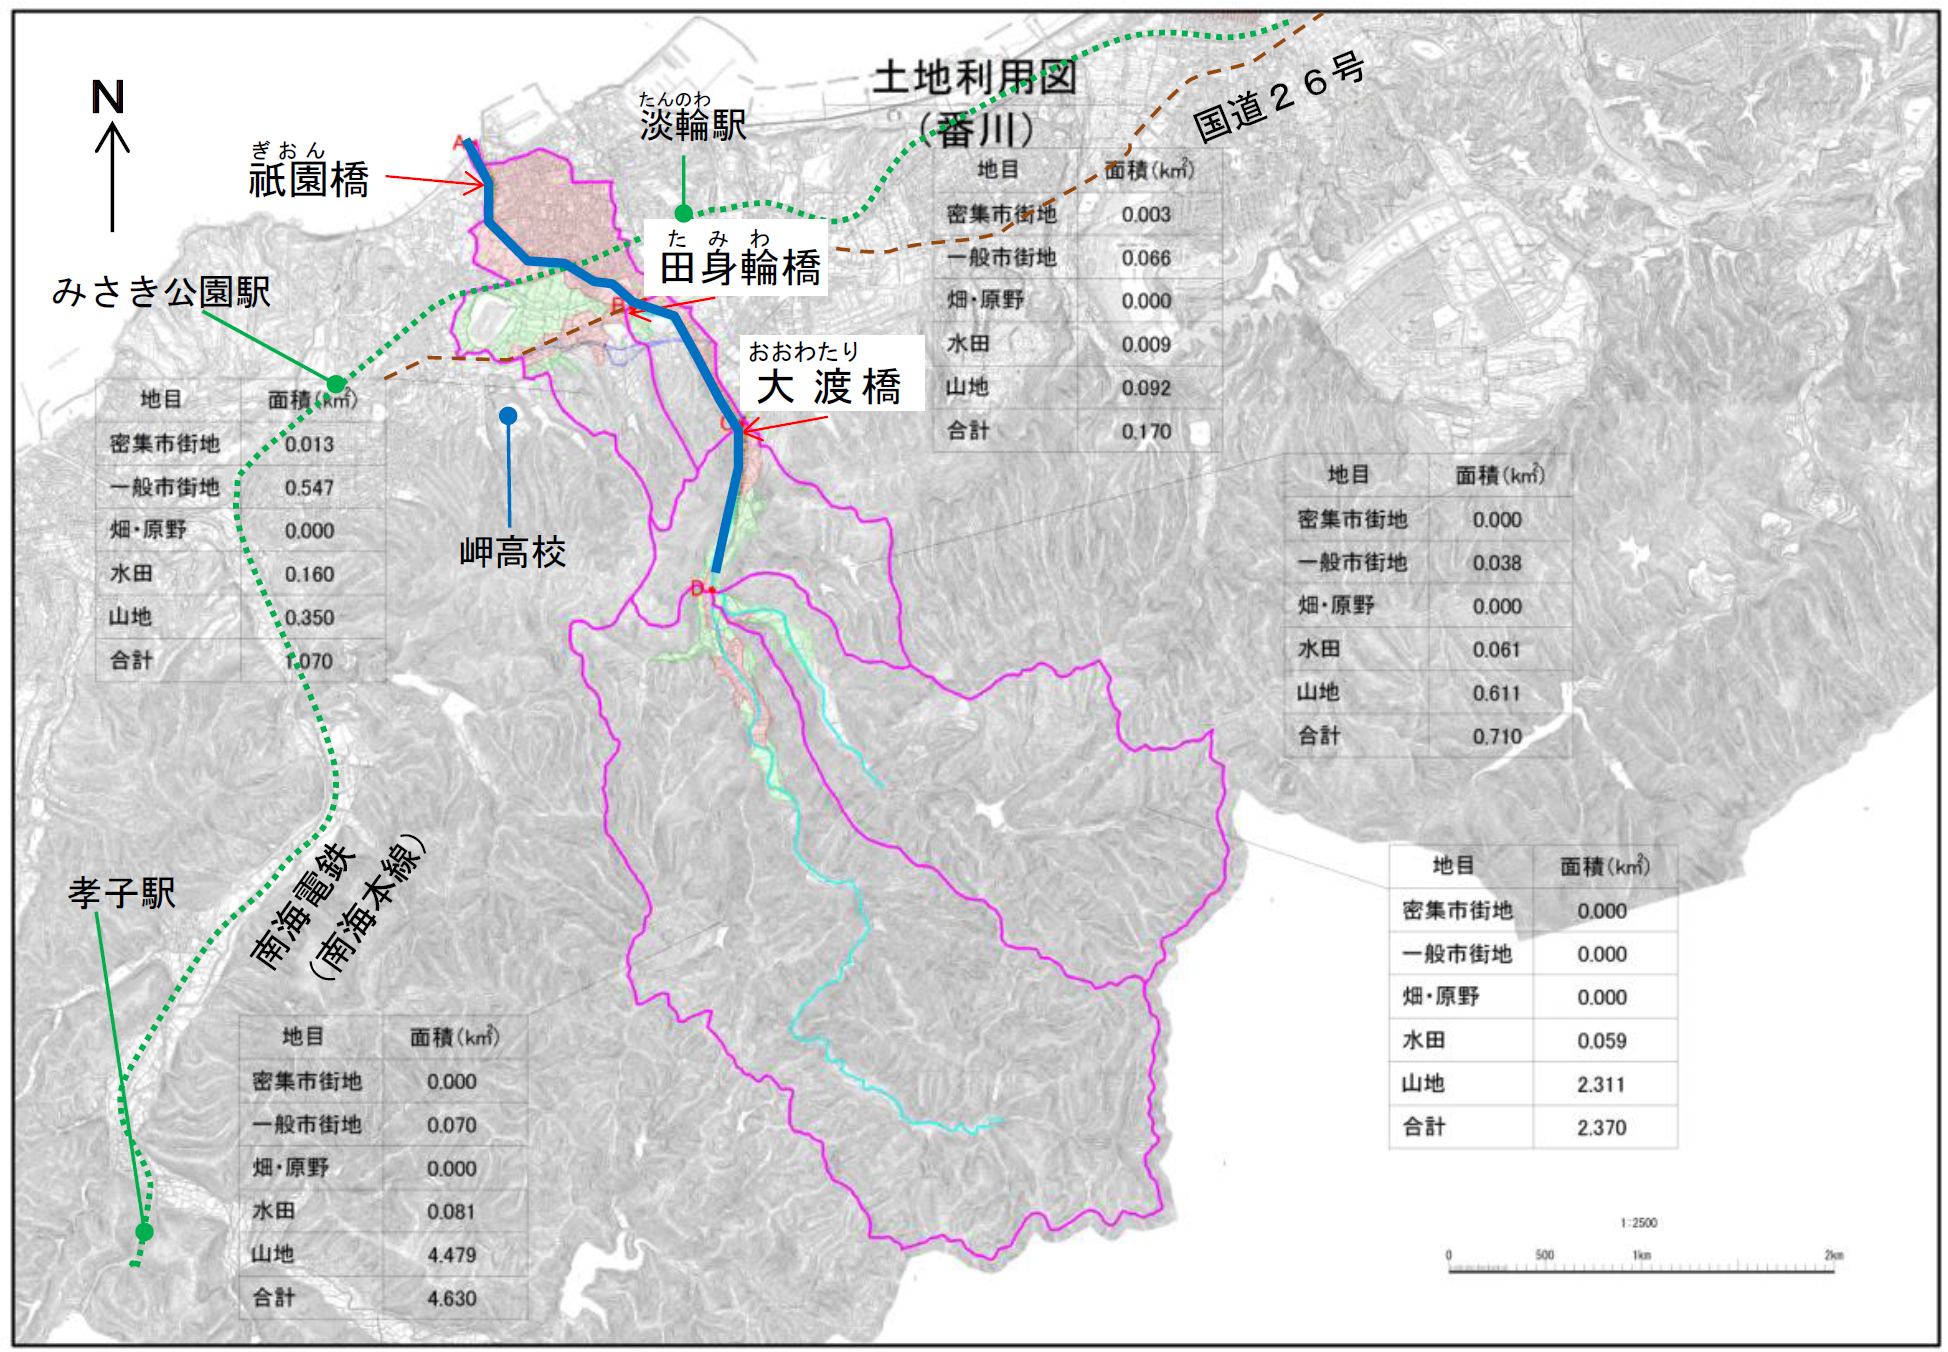 N
土地利用図
（番川）
国道２６号
たんのわ
淡輪駅
ぎおん
祇園橋
A
たみわ
田身輪橋
B
みさき公園駅
おおわたり
大渡橋
C
岬高校
D
南海電鉄
（南海本線）
孝子駅
地目 面積(km²)
密集市街地 0.003
一般市街地 0.066
畑・原野 0.000
水田 0.009
山地 0.092
合計 0.170
地目 面積(km²)
密集市街地 0.013
一般市街地 0.547
畑・原野 0.000
水田 0.160
山地 0.350
合計 1.070
地目 面積(km²)
密集市街地 0.000
一般市街地 0.038
畑・原野 0.000
水田 0.061
山地 0.611
合計 0.710
地目 面積(km²)
密集市街地 0.000
一般市街地 0.000
畑・原野 0.000
水田 0.059
山地 2.311
合計 2.370
地目 面積(km²)
密集市街地 0.000
一般市街地 0.070
畑・原野 0.000
水田 0.081
山地 4.479
合計 4.630
1:2500
0 500 1km 2km